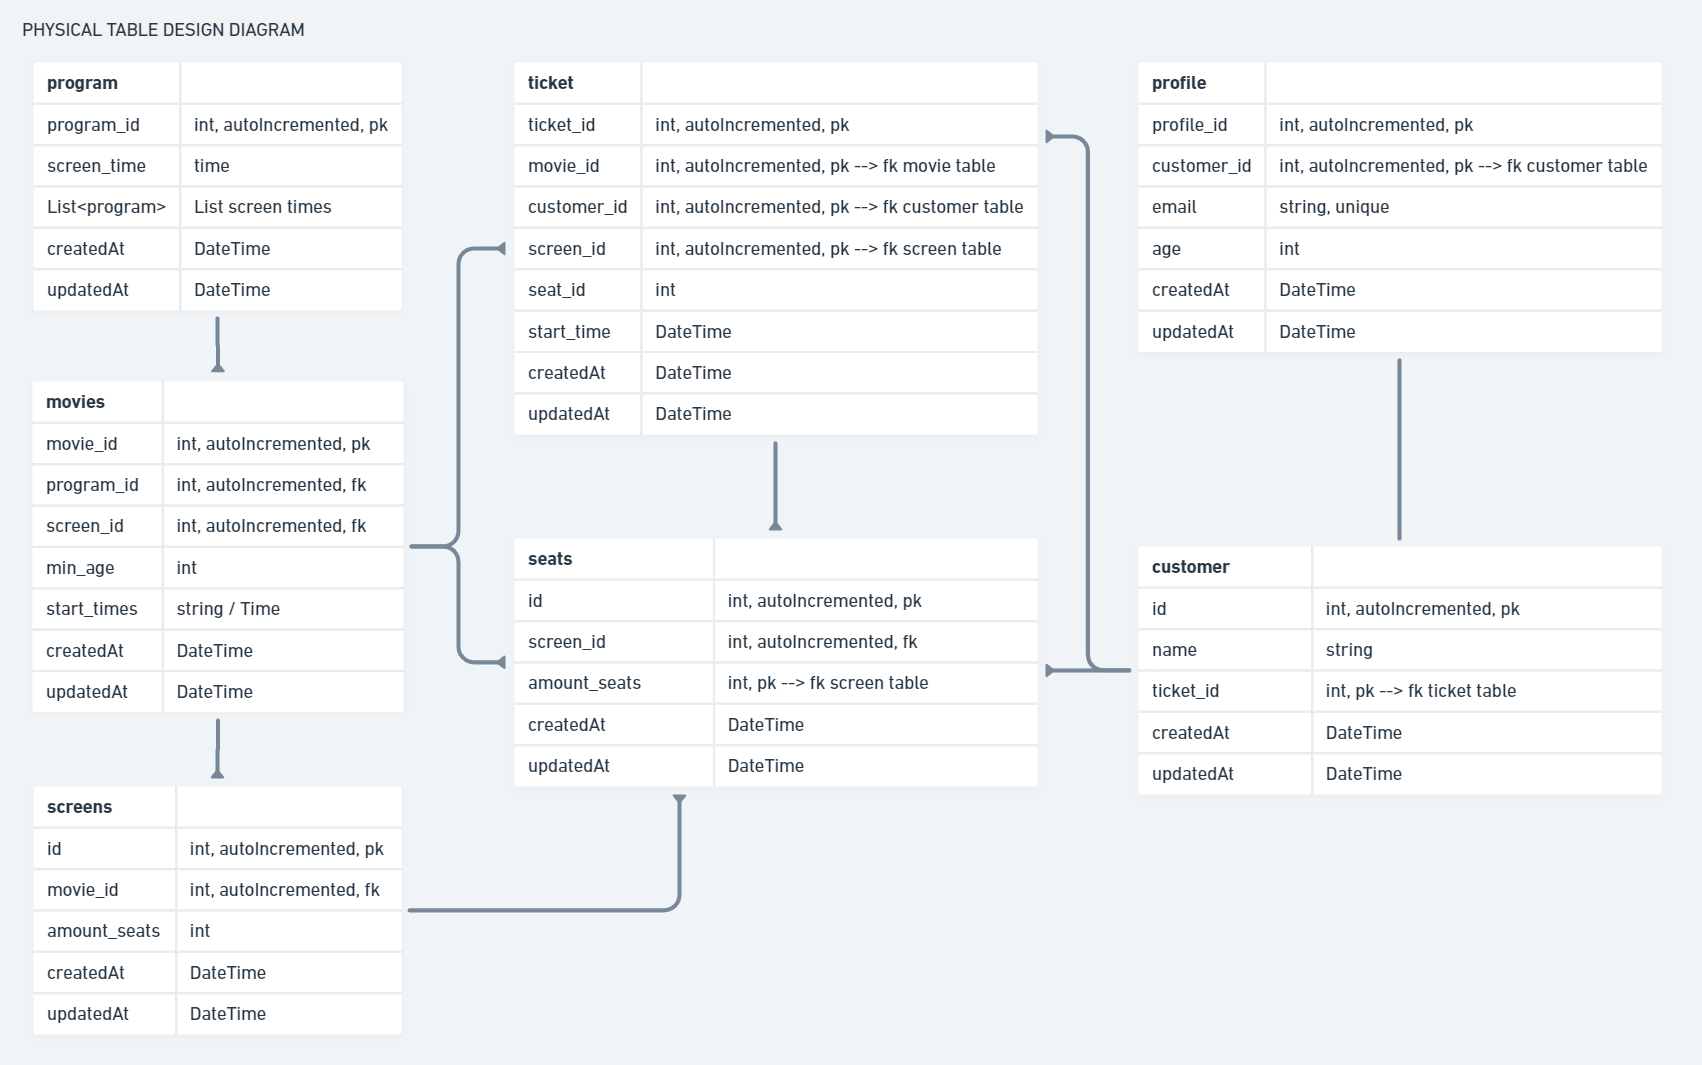 PHYSICAL TABLE DESIGN DIAGRAM
program
program_id int, autoIncremented, pk
screen_time time
List<program> List screen times
createdAt DateTime
updatedAt DateTime
movies
movie_id int, autoIncremented, pk
program_id int, autoIncremented, fk
screen_id int, autoIncremented, fk
min_age int
start_times string / Time
createdAt DateTime
updatedAt DateTime
screens
id int, autoIncremented, pk
movie_id int, autoIncremented, fk
amount_seats int
createdAt DateTime
updatedAt DateTime
ticket
ticket_id int, autoIncremented, pk
movie_id int, autoIncremented, pk --> fk movie table
customer_id int, autoIncremented, pk --> fk customer table
screen_id int, autoIncremented, pk --> fk screen table
seat_id int
start_time DateTime
createdAt DateTime
updatedAt DateTime
seats
id int, autoIncremented, pk
screen_id int, autoIncremented, fk
amount_seats int, pk --> fk screen table
createdAt DateTime
updatedAt DateTime
profile
profile_id int, autoIncremented, pk
customer_id int, autoIncremented, pk --> fk customer table
email string, unique
age int
createdAt DateTime
updatedAt DateTime
customer
id int, autoIncremented, pk
name string
ticket_id int, pk --> fk ticket table
createdAt DateTime
updatedAt DateTime